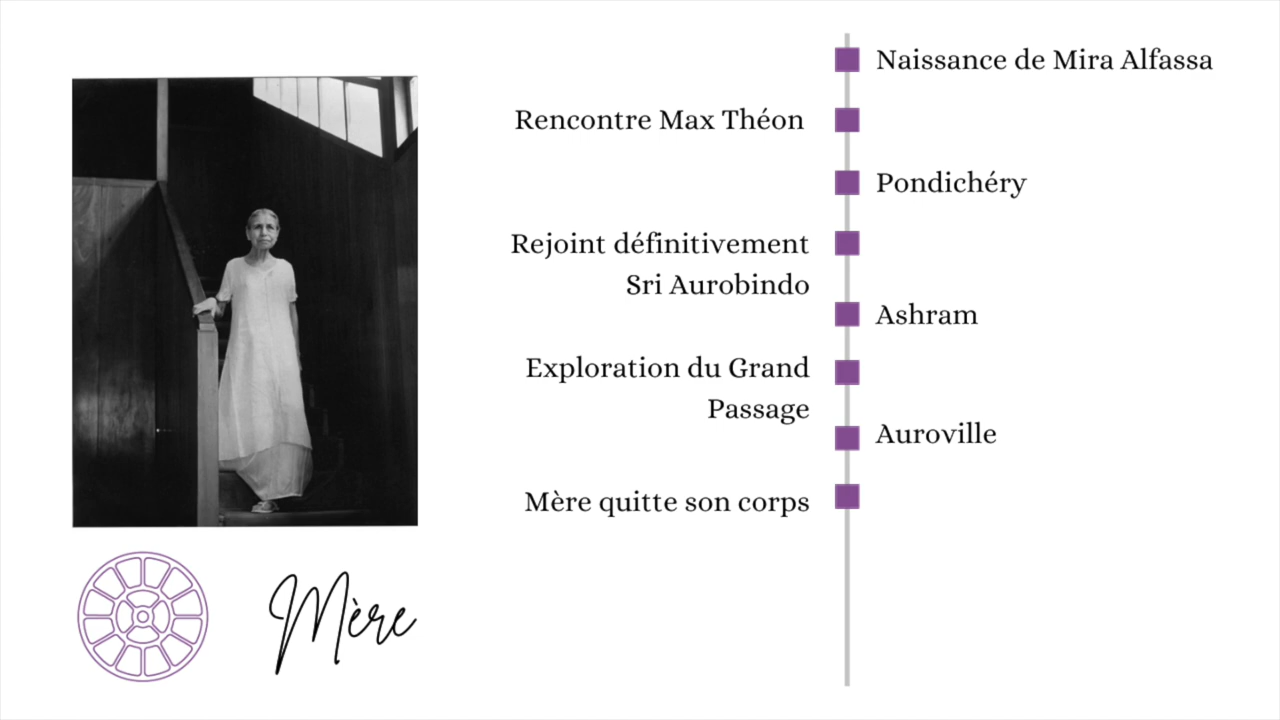 Naissance de Mira Alfassa
Rencontre Max Théon
Pondichéry
Rejoint définitivement
Sri Aurobindo
Ashram
Exploration du Grand
Passage
Auroville
Mère quitte son corps
Mère